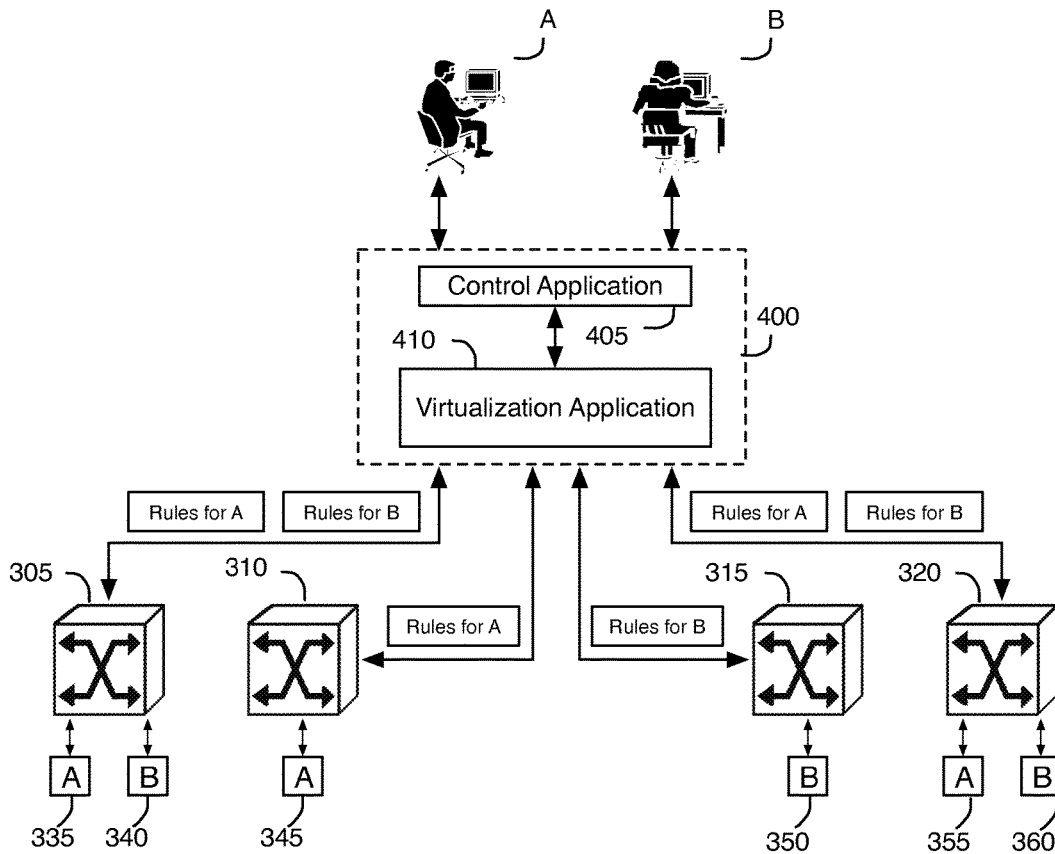 A
B
Control Application
405
400
410
Virtualization Application
Rules for A
Rules for B
Rules for A
Rules for B
305
310
315
320
Rules for A
Rules for B
A
B
A
B
A
B
335
340
345
350
355
360